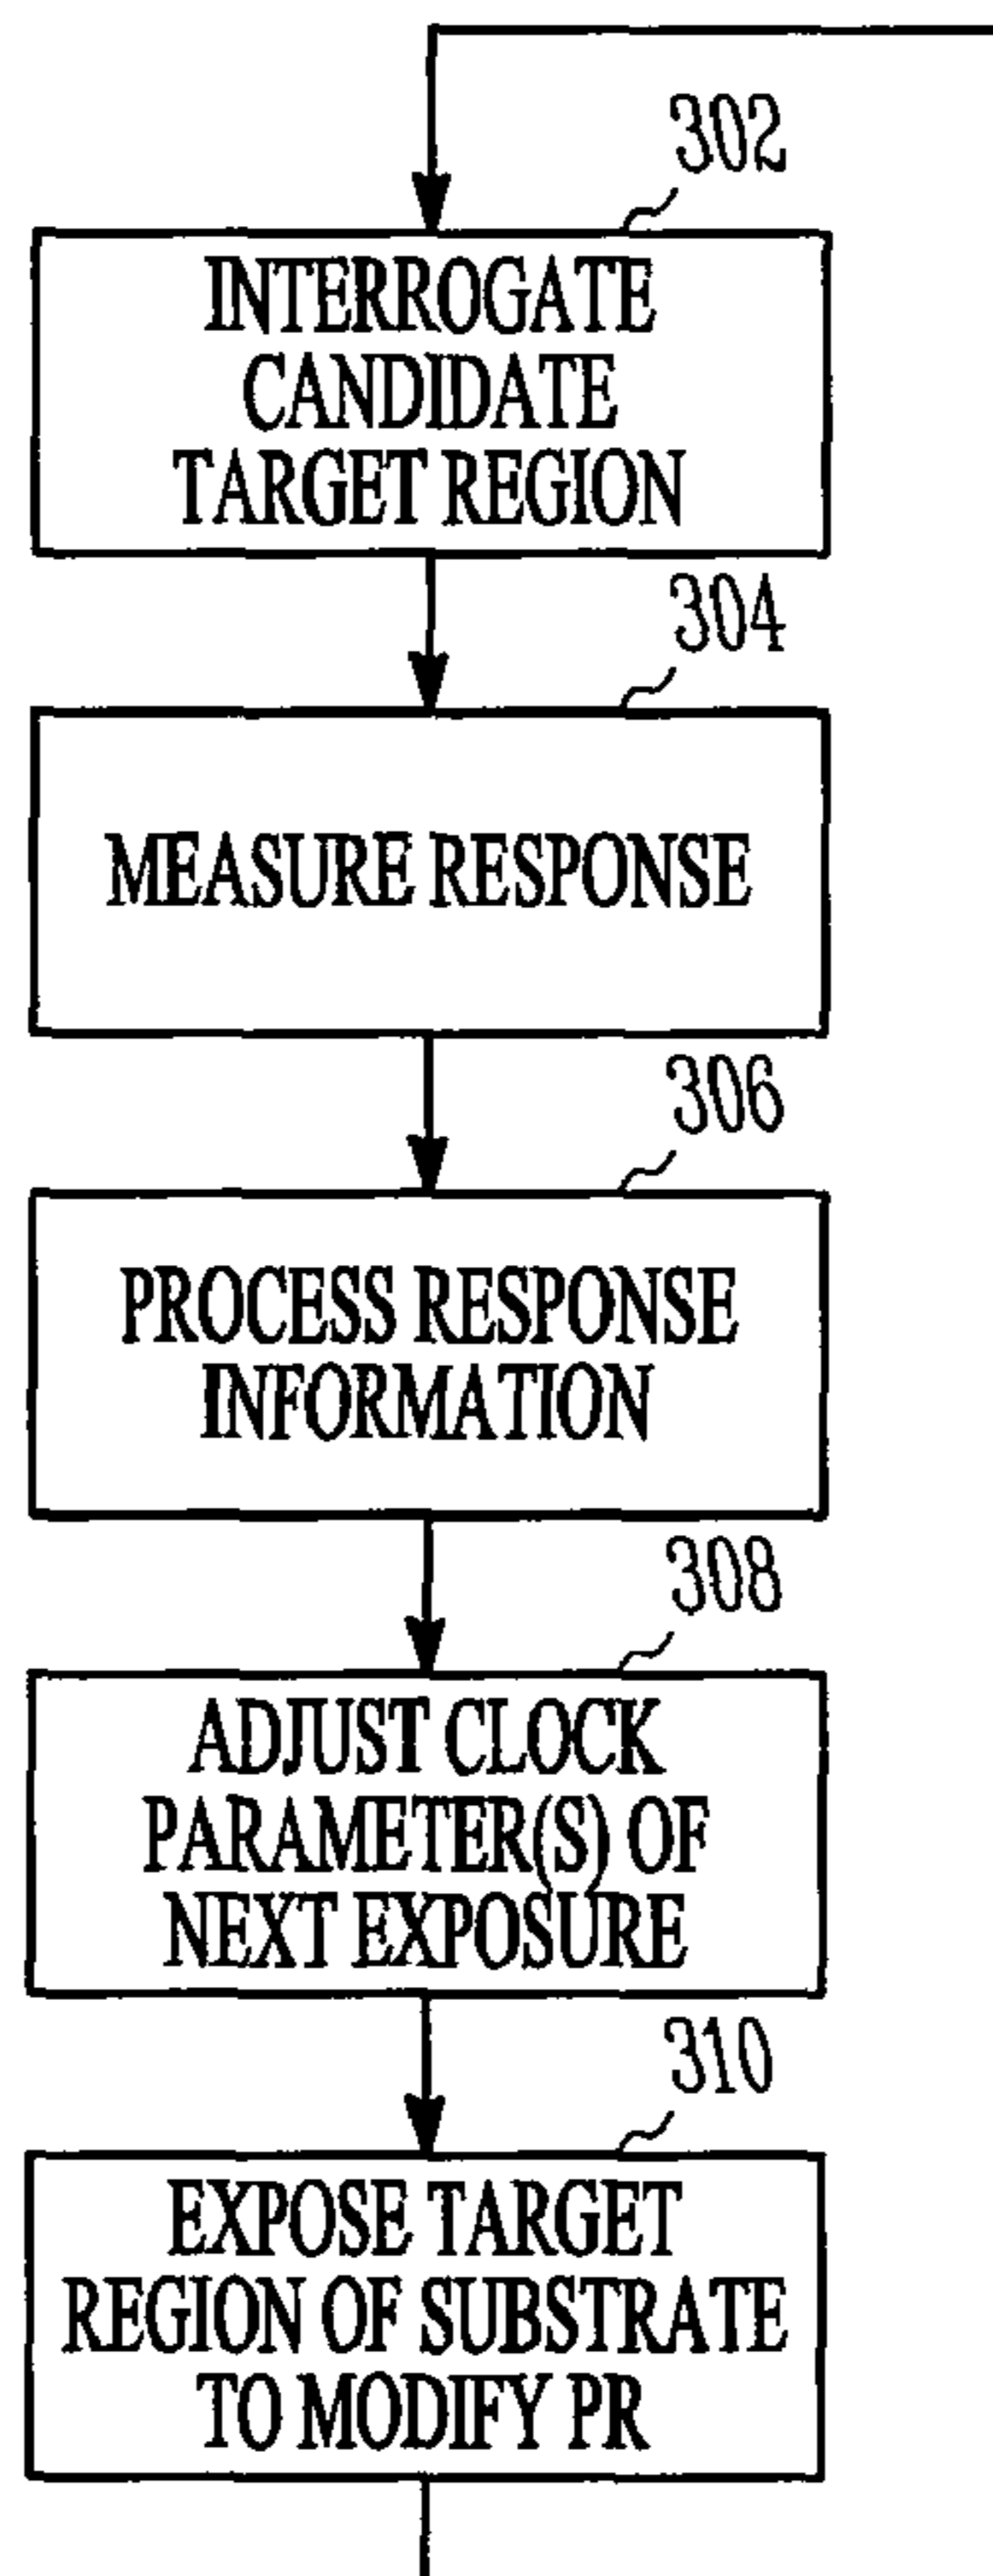 302
INTERROGATE
CANDIDATE
TARGET REGION
304
MEASURE RESPONSE
306
PROCESS RESPONSE
INFORMATION
308
ADJUST CLOCK
PARAMETER(S) OF
NEXT EXPOSURE
310
EXPOSE TARGET
REGION OF SUBSTRATE
TO MODIFY PR